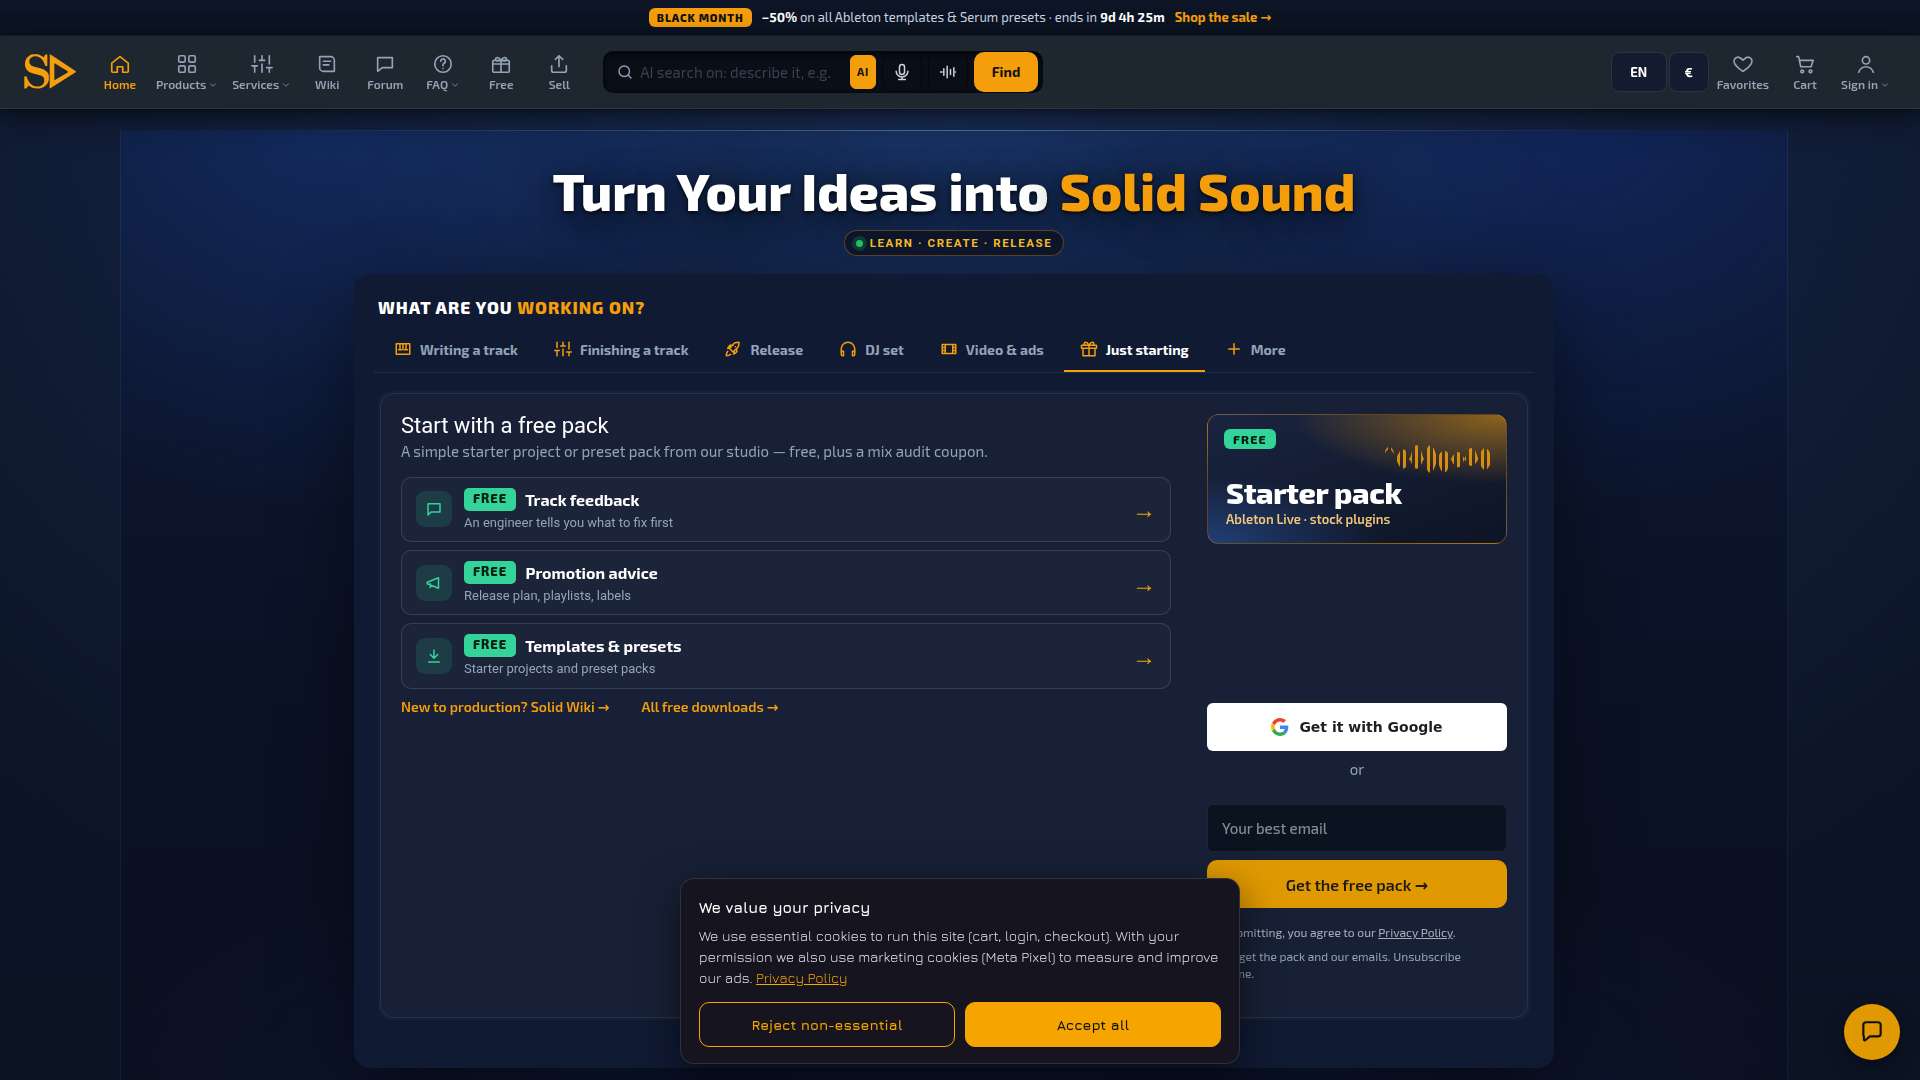 BLACK MONTH −50% on all Ableton templates & Serum presets · ends in 9d 4h 25m Shop the sale →
Home
Products
Services
Wiki
Forum
FAQ
Free
Sell
AI search on: describe it, e.g.
AI
Find
EN
€
Favorites
Cart
Sign in
Turn Your Ideas into Solid Sound
LEARN · CREATE · RELEASE
WHAT ARE YOU WORKING ON?
Writing a track
Finishing a track
Release
DJ set
Video & ads
Just starting
More
Start with a free pack
A simple starter project or preset pack from our studio — free, plus a mix audit coupon.
FREE Track feedback
An engineer tells you what to fix first
→
FREE Promotion advice
Release plan, playlists, labels
→
FREE Templates & presets
Starter projects and preset packs
→
New to production? Solid Wiki →
All free downloads →
FREE
Starter pack
Ableton Live · stock plugins
Get it with Google
or
Your best email
Get the free pack →
you agree to our Privacy Policy.
get the pack and our emails. Unsubscribe
We value your privacy
We use essential cookies to run this site (cart, login, checkout). With your
permission we also use marketing cookies (Meta Pixel) to measure and improve
our ads. Privacy Policy
Reject non-essential
Accept all